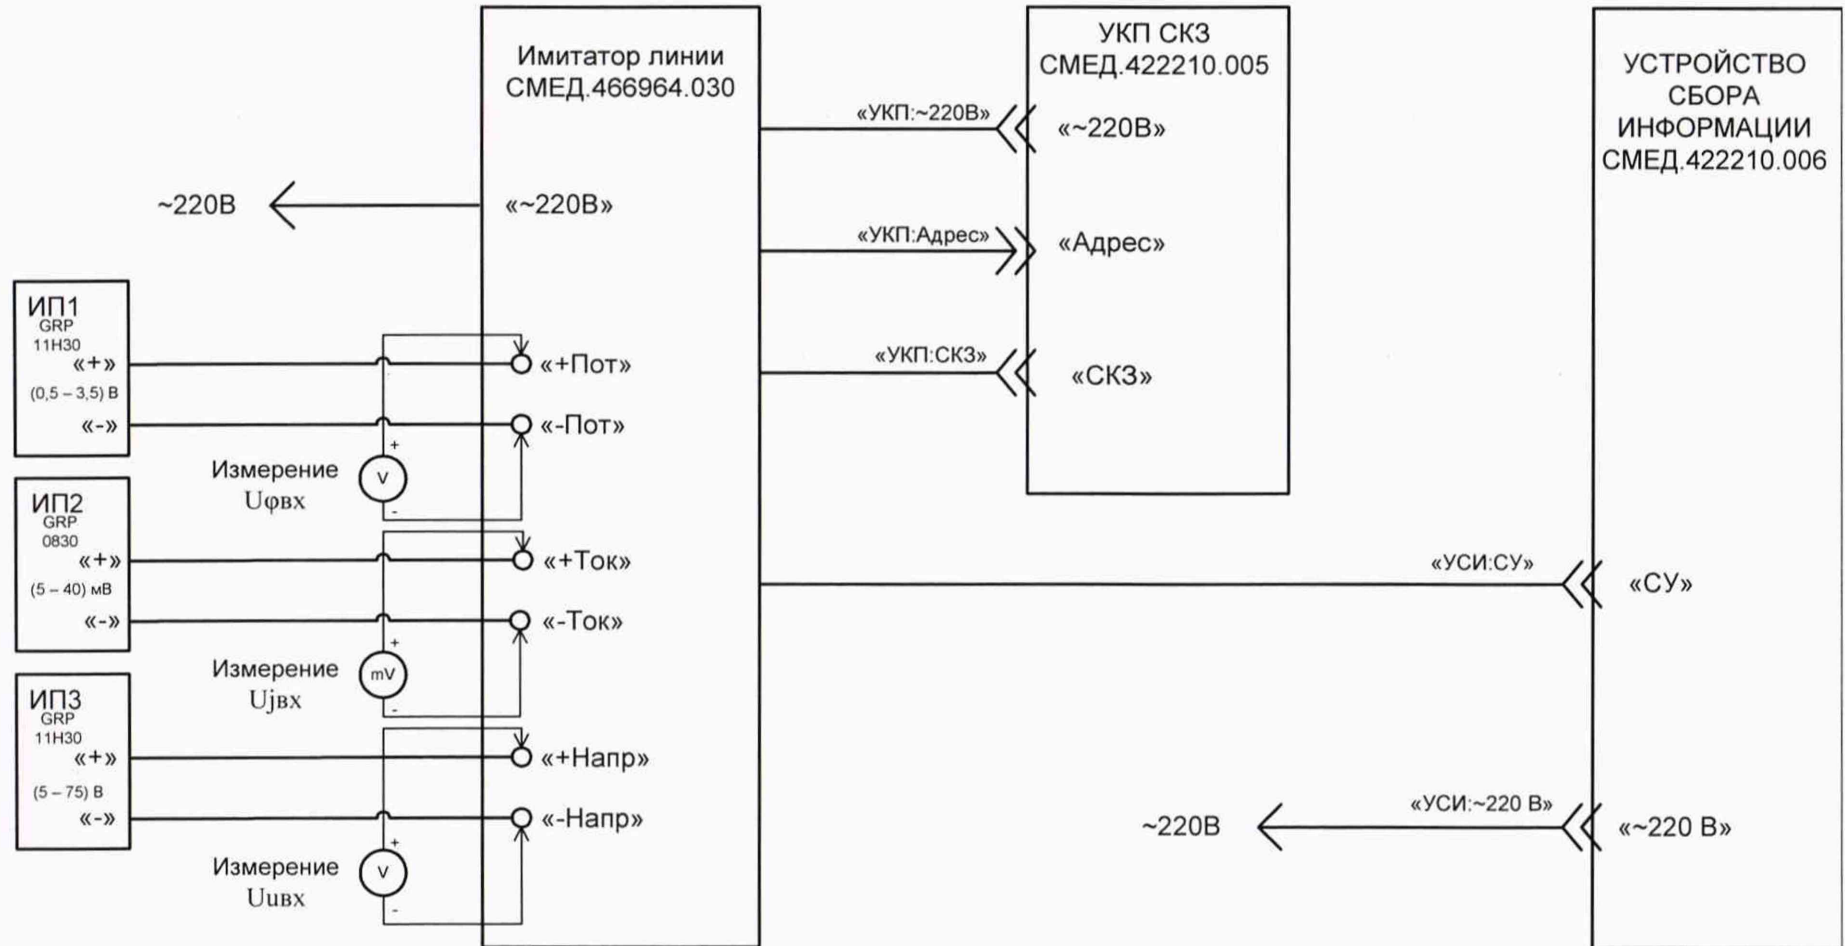 Имитатор линии
СМЕД.466964.030
~220В
«~220В»
ИП1
GRP
11Н30
«+»
(0,5 – 3,5) В
«-»
«+Пот»
«-Пот»
Измерение
Uφвх
+
V
-
ИП2
GRP
0830
«+»
(5 – 40) мВ
«-»
«+Ток»
«-Ток»
Измерение
Ujвх
+
mV
-
ИП3
GRP
11Н30
«+»
(5 – 75) В
«-»
«+Напр»
«-Напр»
Измерение
Uuвх
+
V
-
УКП СКЗ
СМЕД.422210.005
«УКП:~220В»
«~220В»
«УКП:Адрес»
«Адрес»
«УКП:СКЗ»
«СКЗ»
УСТРОЙСТВО
СБОРА
ИНФОРМАЦИИ
СМЕД.422210.006
«УСИ:СУ»
«СУ»
~220В
«УСИ:~220 В»
«~220 В»